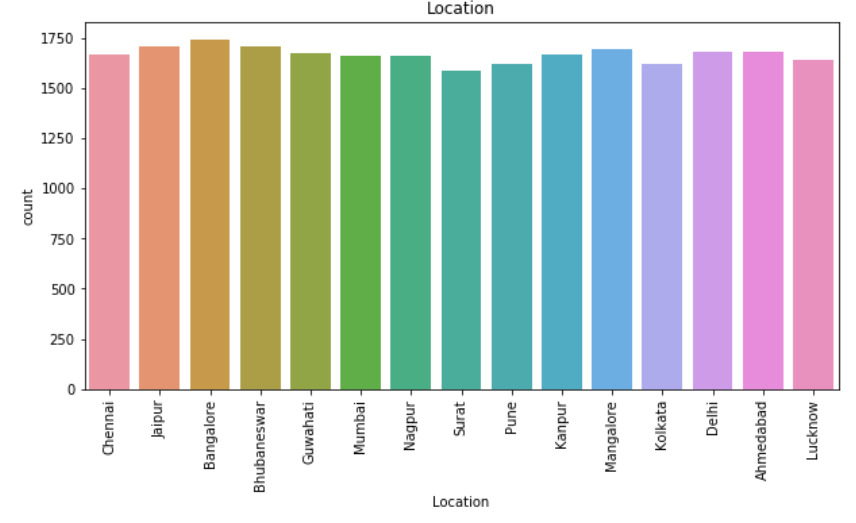 Location
1750
1500
1250
1000
750
500
250
0
count
Chennai
Jaipur
Bangalore
Bhubaneswar
Guwahati
Mumbai
Nagpur
Surat
Pune
Kanpur
Mangalore
Kolkata
Delhi
Ahmedabad
Lucknow
Location